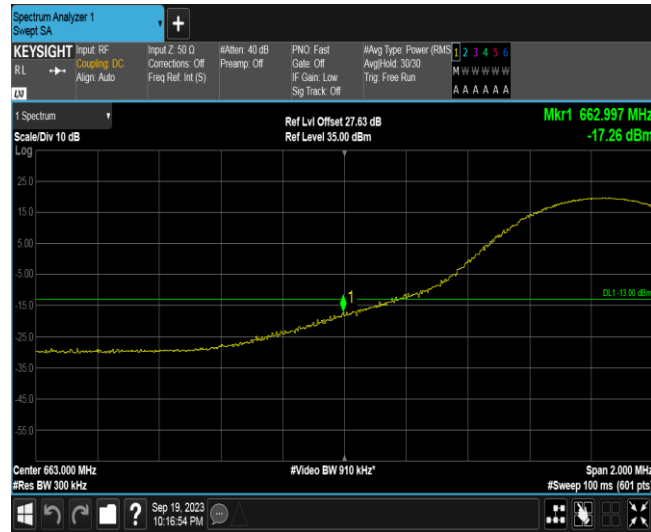 Spectrum Analyzer 1
Swept SA
KEYSIGHT
RL
LXI
Input: RF
Coupling: DC
Align: Auto
Input Z: 50 Ω
Corrections: Off
Freq Ref: Int (S)
#Atten: 40 dB
Preamp: Off
PNO: Fast
Gate: Off
IF Gain: Low
Sig Track: Off
#Avg Type: Power (RMS
Avg|Hold: 30/30
Trig: Free Run
1 2 3 4 5 6
M W W W W W
A A A A A A
1 Spectrum
Scale/Div 10 dB
Log
Ref Lvl Offset 27.63 dB
Ref Level 35.00 dBm
Mkr1 662.997 MHz
-17.26 dBm
25.0
15.0
5.00
-5.00
1
DL1 -13.00 dBm
-15.0
-25.0
-35.0
-45.0
-55.0
Center 663.000 MHz
#Res BW 300 kHz
#Video BW 910 kHz*
Span 2.000 MHz
#Sweep 100 ms (601 pts)
?
Sep 19, 2023
10:16:54 PM